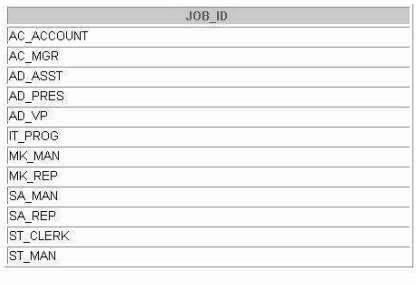 JOB_ID
AC_ACCOUNT
AC_MGR
AD_ASST
AD_PRES
AD_VP
IT_PROG
MK_MAN
MK_REP
SA_MAN
SA_REP
ST_CLERK
ST_MAN